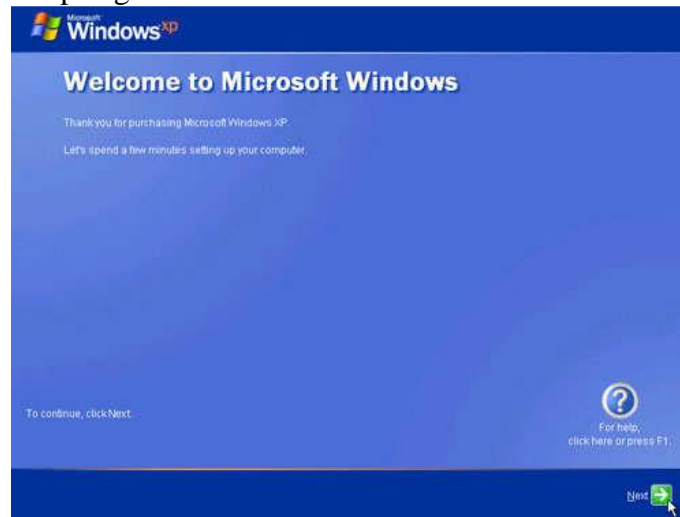 Microsoft
Windows xp
Welcome to Microsoft Windows
Thank you for purchasing Microsoft Windows XP.
Let's spend a few minutes setting up your computer.
To continue, click Next.
?
For help,
click here or press F1.
Next